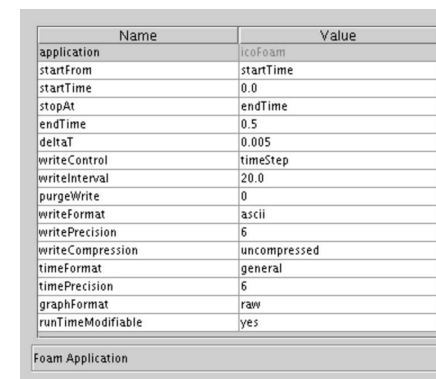 Name Value
application icoFoam
startFrom startTime
startTime 0.0
stopAt endTime
endTime 0.5
deltaT 0.005
writeControl timeStep
writeInterval 20.0
purgeWrite 0
writeFormat ascii
writePrecision 6
writeCompression uncompressed
timeFormat general
timePrecision 6
graphFormat raw
runTimeModifiable yes
Foam Application